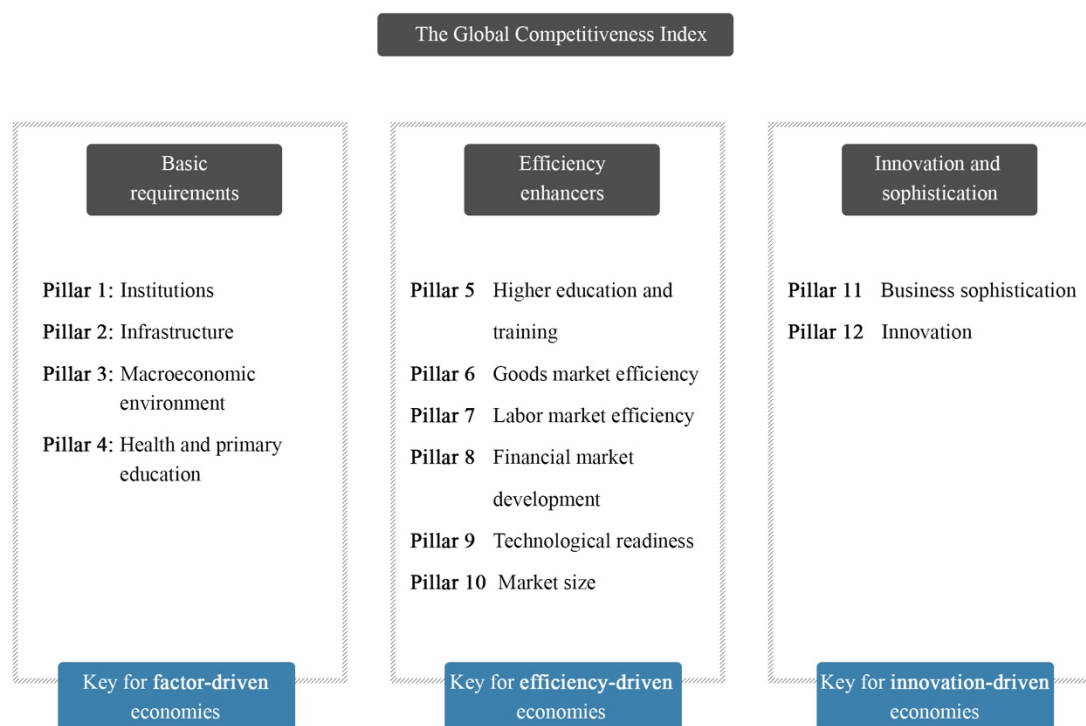 The Global Competitiveness Index
Basic
requirements
Pillar 1: Institutions
Pillar 2: Infrastructure
Pillar 3: Macroeconomic
environment
Pillar 4: Health and primary
education
Key for factor-driven
economies
Efficiency
enhancers
Pillar 5 Higher education and
training
Pillar 6 Goods market efficiency
Pillar 7 Labor market efficiency
Pillar 8 Financial market
development
Pillar 9 Technological readiness
Pillar 10 Market size
Key for efficiency-driven
economies
Innovation and
sophistication
Pillar 11 Business sophistication
Pillar 12 Innovation
Key for innovation-driven
economies